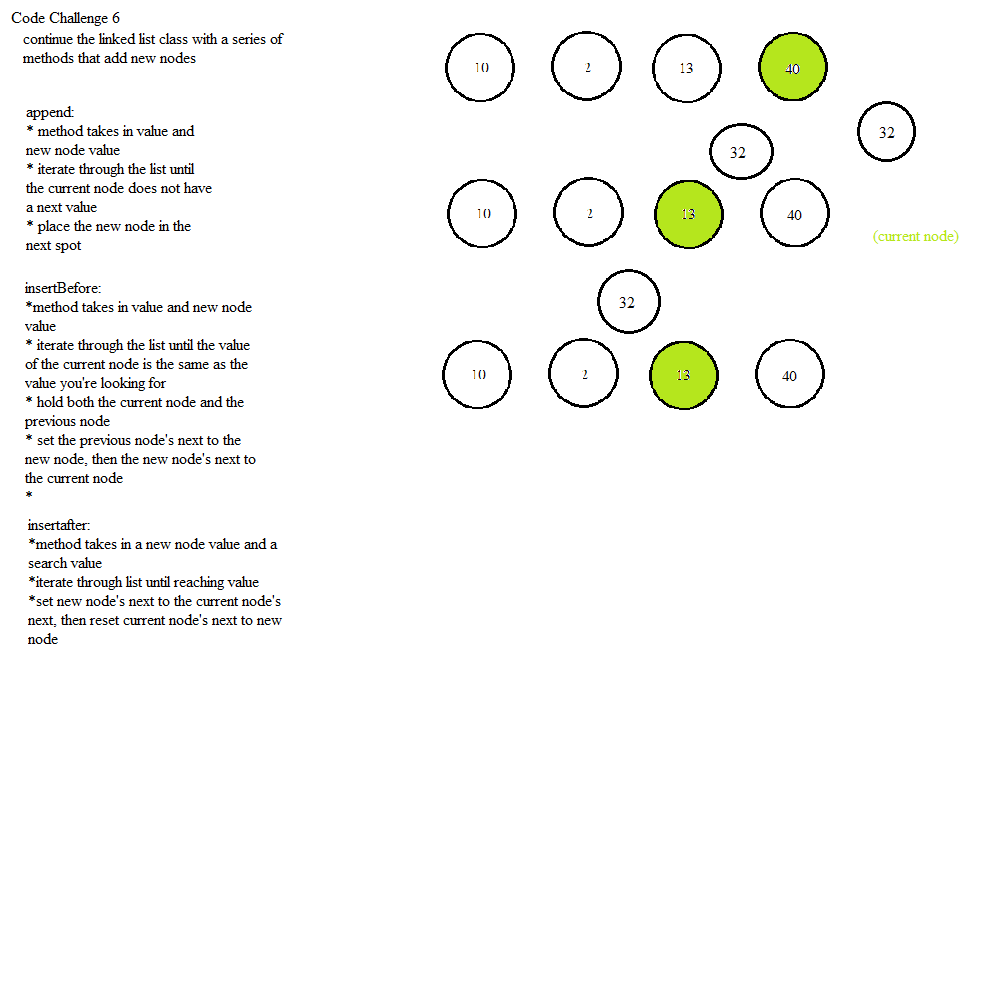 Code Challenge 6
continue the linked list class with a series of
methods that add new nodes
append:
* method takes in value and
new node value
* iterate through the list until
the current node does not have
a next value
* place the new node in the
next spot
insertBefore:
*method takes in value and new node
value
* iterate through the list until the value
of the current node is the same as the
value you're looking for
* hold both the current node and the
previous node
* set the previous node's next to the
new node, then the new node's next to
the current node
*
insertafter:
*method takes in a new node value and a
search value
*iterate through list until reaching value
*set new node's next to the current node's
next, then reset current node's next to new
node
10 2 13 40
32
32
10 2 13 40
(current node)
32
10 2 13 40